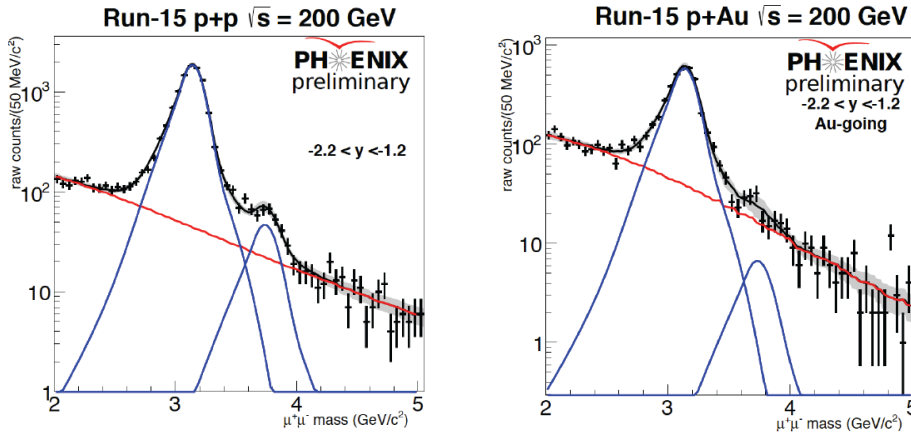 Run-15 p+p √s = 200 GeV
raw counts/(50 MeV/c²)
10³
10²
10
1
PHENIX
preliminary
-2.2 < y <-1.2
2 3 4 5
μ⁺μ⁻ mass (GeV/c²)
Run-15 p+Au √s = 200 GeV
raw counts/(50 MeV/c²)
10³
10²
10
1
PHENIX
preliminary
-2.2 < y <-1.2
Au-going
2 3 4 5
μ⁺μ⁻ mass (GeV/c²)